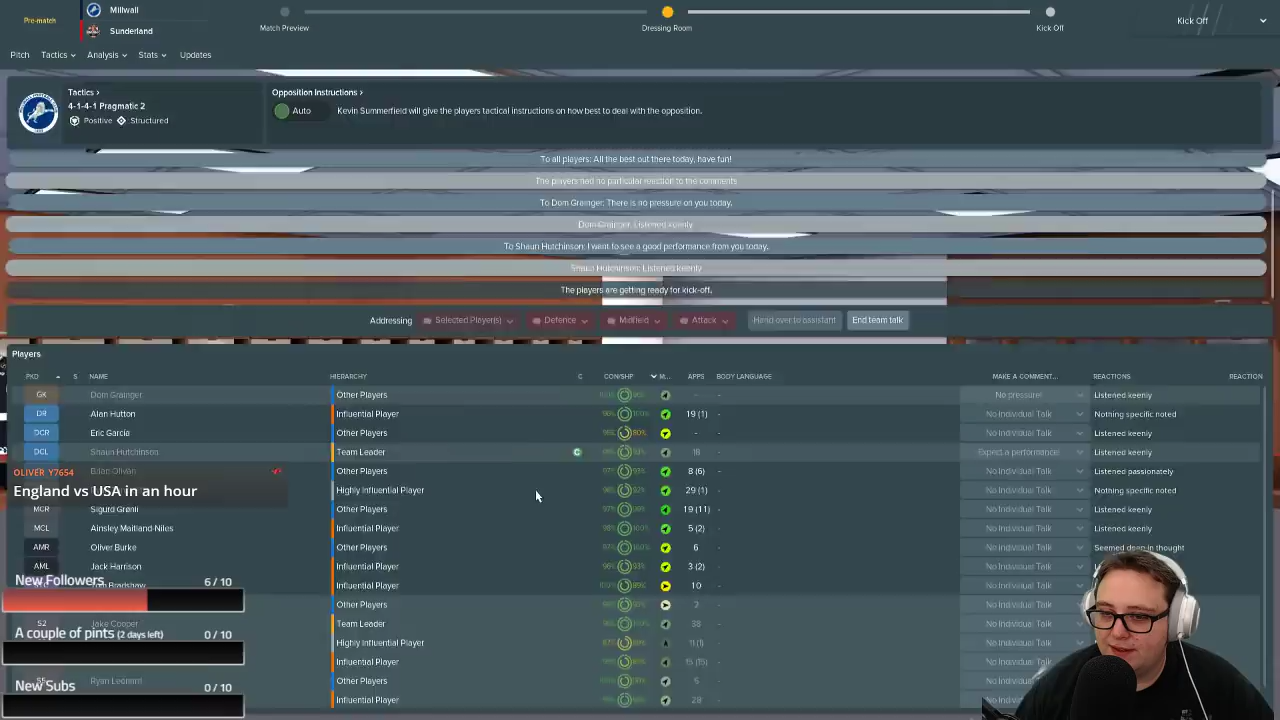 Pre-match
Millwall
Sunderland
Match Preview
Dressing Room
Kick Off
Kick Off
Pitch Tactics Analysis Stats Updates
Tactics >
4-1-4-1 Pragmatic 2
Positive Structured
Opposition Instructions >
Auto Kevin Summerfield will give the players tactical instructions on how best to deal with the opposition.
To all players: All the best out there today, have fun!
The players had no particular reaction to the comments
To Dom Grainger: There is no pressure on you today.
Dom Grainger: Listened keenly
To Shaun Hutchinson: I want to see a good performance from you today.
Shaun Hutchinson: Listened keenly
The players are getting ready for kick-off.
Addressing Selected Player(s) Defence Midfield Attack Hand over to assistant End team talk
Players
PKD S NAME HIERARCHY C CON/SHP M... APPS BODY LANGUAGE MAKE A COMMENT... REACTIONS REACTION
GK Dom Grainger Other Players - - No pressure! Listened keenly
DR Alan Hutton Influential Player 19 (1) - No Individual Talk Nothing specific noted
DCR Eric García Other Players - - No Individual Talk Listened keenly
DCL Shaun Hutchinson Team Leader C 18 - Expect a performance! Listened keenly
Brian Oliván Other Players 8 (6) - No Individual Talk Listened passionately
Highly Influential Player 29 (1) - No Individual Talk Nothing specific noted
MCR Sigurd Grønli Other Players 19 (11) - No Individual Talk Listened keenly
MCL Ainsley Maitland-Niles Influential Player 5 (2) - No Individual Talk Listened keenly
AMR Oliver Burke Other Players 6 - No Individual Talk Seemed deep in thought
AML Jack Harrison Influential Player 3 (2) - No Individual Talk
Bradshaw Influential Player 10 - No Individual Talk
Other Players 2 - No Individual Talk
S2 Jake Cooper Team Leader 38 - No Individual Talk
Highly Influential Player 11 (1) - No Individual Talk
Influential Player 15 (15) - No Individual Talk
Ryan Leonard Other Players - No Individual Talk
Influential Player 28 - No Individual Talk
OLIVER Y7654
England vs USA in an hour
New Followers 6 / 10
A couple of pints (2 days left) 0 / 10
New Subs 0 / 10